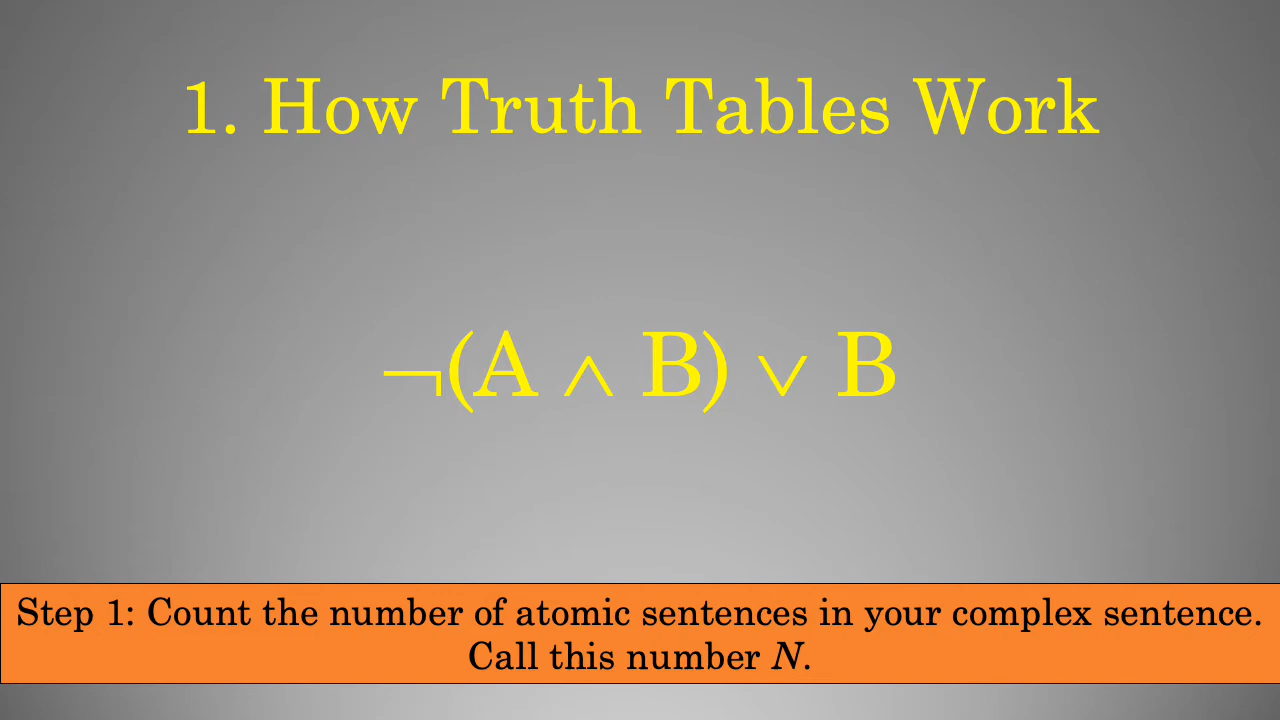 1. How Truth Tables Work
¬(A ∧ B) ∨ B
Step 1: Count the number of atomic sentences in your complex sentence.
Call this number N.